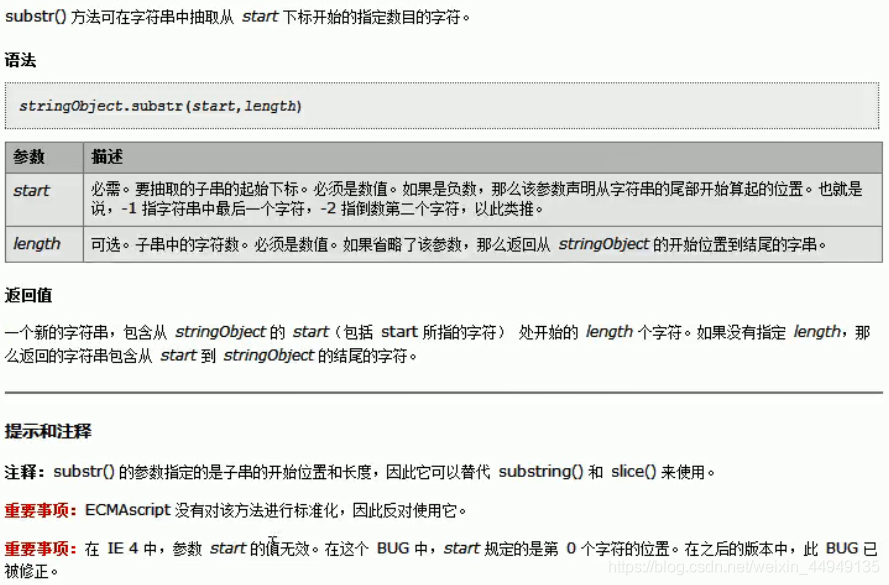 substr() 方法可在字符串中抽取从 start 下标开始的指定数目的字符。
语法
stringObject.substr(start,length)
参数 描述
start 必需。要抽取的子串的起始下标。必须是数值。如果是负数，那么该参数声明从字符串的尾部开始算起的位置。也就是
说，-1 指字符串中最后一个字符，-2 指倒数第二个字符，以此类推。
length 可选。子串中的字符数。必须是数值。如果省略了该参数，那么返回从 stringObject 的开始位置到结尾的字串。
返回值
一个新的字符串，包含从 stringObject 的 start（包括 start 所指的字符） 处开始的 length 个字符。如果没有指定 length，那
么返回的字符串包含从 start 到 stringObject 的结尾的字符。
提示和注释
注释：substr() 的参数指定的是子串的开始位置和长度，因此它可以替代 substring() 和 slice() 来使用。
重要事项：ECMAscript 没有对该方法进行标准化，因此反对使用它。
重要事项：在 IE 4 中，参数 start 的值无效。在这个 BUG 中，start 规定的是第 0 个字符的位置。在之后的版本中，此 BUG 已
被修正。
https://blog.csdn.net/weixin_44949135